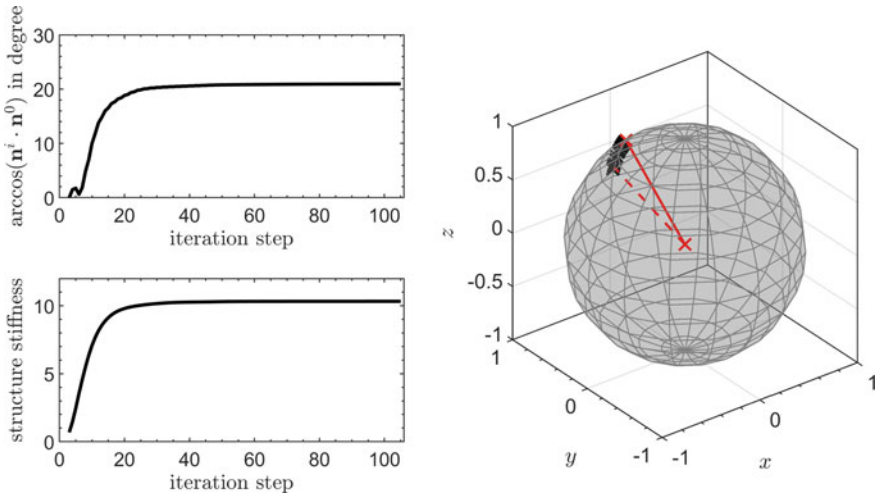 arccos(nⁱ · n⁰) in degree
30
20
10
0
0 20 40 60 80 100
iteration step
structure stiffness
10
5
0
0 20 40 60 80 100
iteration step
z
1
0.5
0
-0.5
-1
1
0
-1
y
-1
0
1
x